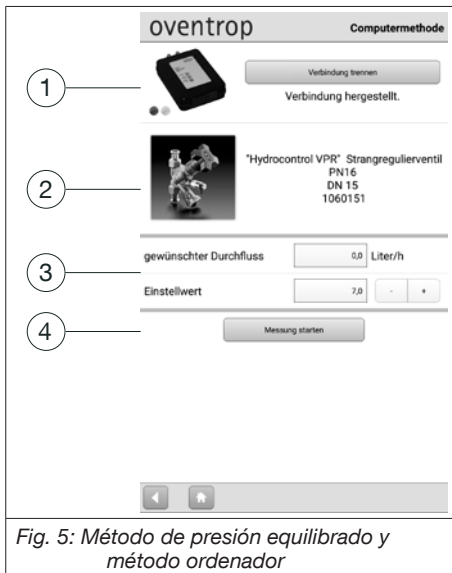 oventrop
Computermethode
1
Verbindung trennen
Verbindung hergestellt.
2
"Hydrocontrol VPR" Strangregulierventil
PN16
DN 15
1060151
3
gewünschter Durchfluss 0,0 Liter/h
Einstellwert 7,0 - +
4
Messung starten
Fig. 5: Método de presión equilibrado y
método ordenador